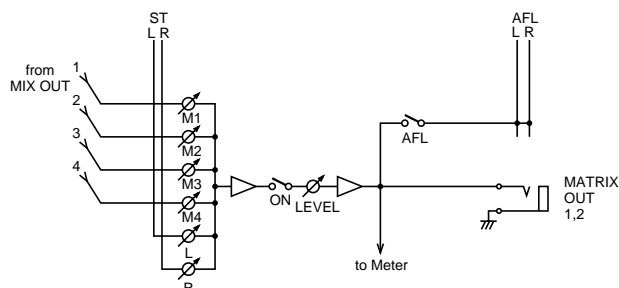 ST
L R
AFL
L R
from
MIX OUT
1
2
3
4
M1
M2
M3
M4
L
R
ON
LEVEL
AFL
to Meter
MATRIX
OUT
1,2